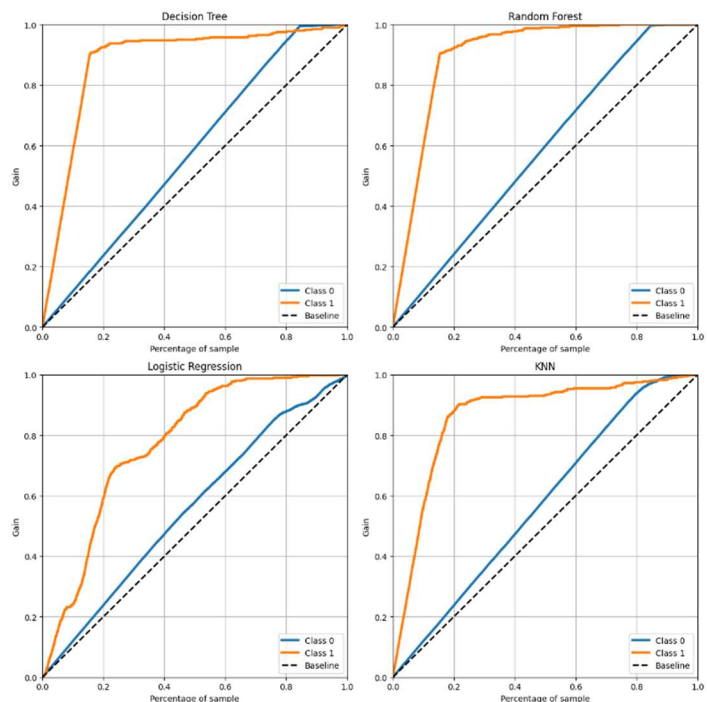 Decision Tree
1.0
0.8
0.6
0.4
0.2
0.0
Gain
Class 0
Class 1
Baseline
0.0 0.2 0.4 0.6 0.8 1.0
Percentage of sample
Random Forest
1.0
0.8
0.6
0.4
0.2
0.0
Gain
Class 0
Class 1
Baseline
0.0 0.2 0.4 0.6 0.8 1.0
Percentage of sample
Logistic Regression
1.0
0.8
0.6
0.4
0.2
0.0
Gain
Class 0
Class 1
Baseline
0.0 0.2 0.4 0.6 0.8 1.0
Percentage of sample
KNN
1.0
0.8
0.6
0.4
0.2
0.0
Gain
Class 0
Class 1
Baseline
0.0 0.2 0.4 0.6 0.8 1.0
Percentage of sample